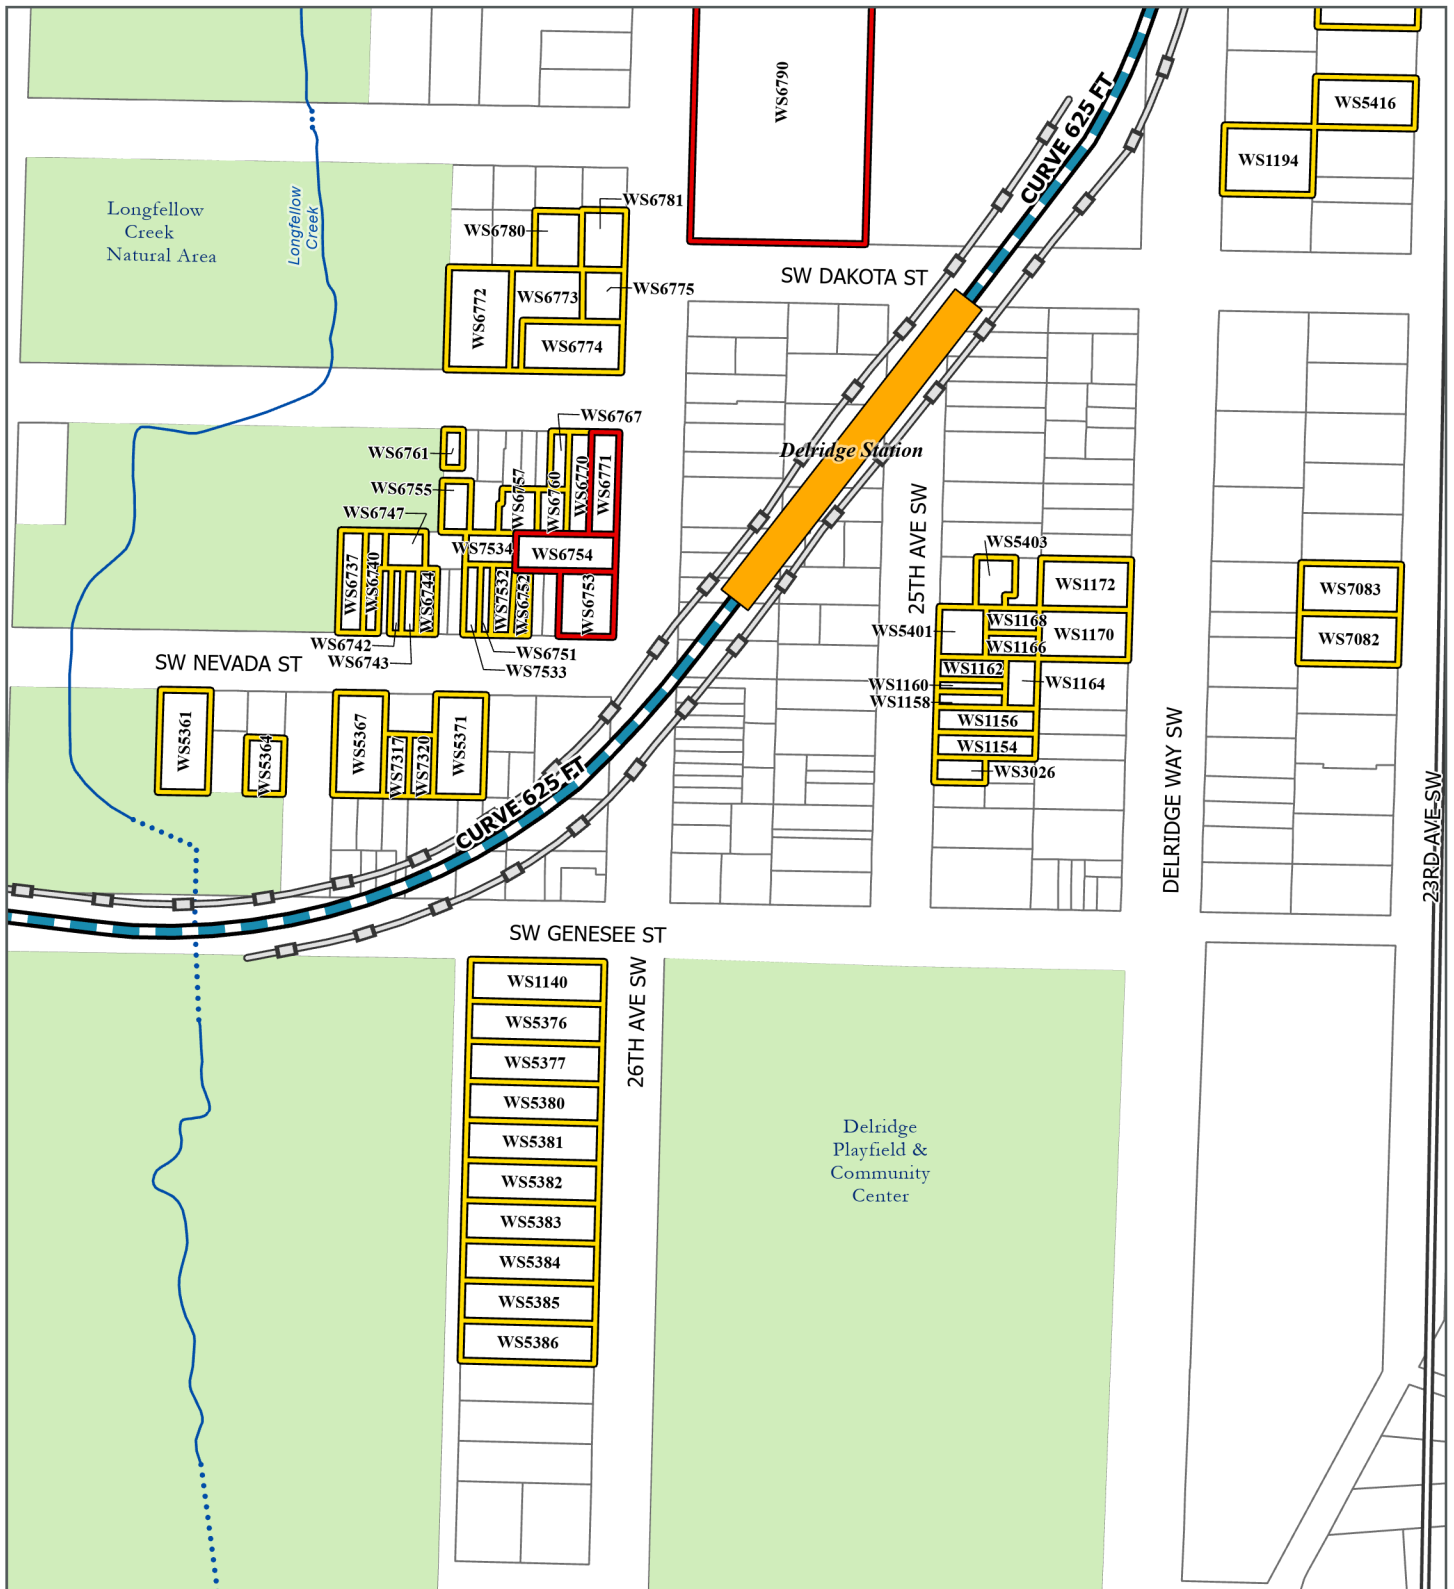 WS6790
CURVE 625 FT
WS5416
WS1194
Longfellow
Creek
Natural Area
Longfellow
Creek
WS6781
WS6780
SW DAKOTA ST
WS6775
WS6773
WS6772
WS6774
WS6767
WS6761
Delridge Station
WS6755
WS6757
WS6760
WS6770
WS6771
WS6747
25TH AVE SW
WS5403
WS7534
WS6754
WS6737
WS6740
WS6744
WS7532
WS6752
WS6753
WS1172
WS7083
WS1168
WS5401
WS1170
WS7082
WS6742
WS1166
WS6743
WS6751
WS7533
SW NEVADA ST
WS1162
WS1160
WS1164
WS1158
WS5361
WS5364
WS5367
WS7317
WS7320
WS5371
WS1156
WS1154
WS3026
DELRIDGE WAY SW
23RD AVE SW
CURVE 625 FT
SW GENESEE ST
26TH AVE SW
WS1140
WS5376
WS5377
WS5380
WS5381
WS5382
WS5383
WS5384
WS5385
WS5386
Delridge
Playfield &
Community
Center